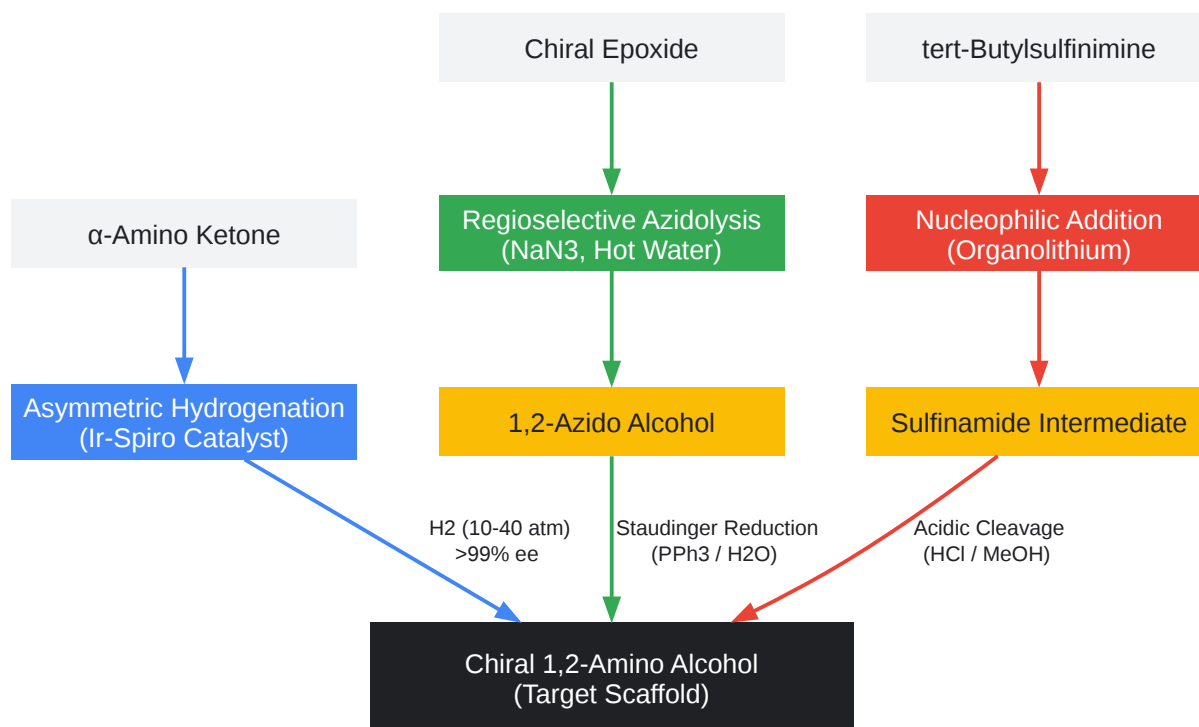 Chiral Epoxide
tert-Butylsulfinimine
α-Amino Ketone
Regioselective Azidolysis
(NaN3, Hot Water)
Nucleophilic Addition
(Organolithium)
Asymmetric Hydrogenation
(Ir-Spiro Catalyst)
1,2-Azido Alcohol
Sulfinamide Intermediate
H2 (10-40 atm)
>99% ee
Staudinger Reduction
(PPh3 / H2O)
Acidic Cleavage
(HCl / MeOH)
Chiral 1,2-Amino Alcohol
(Target Scaffold)